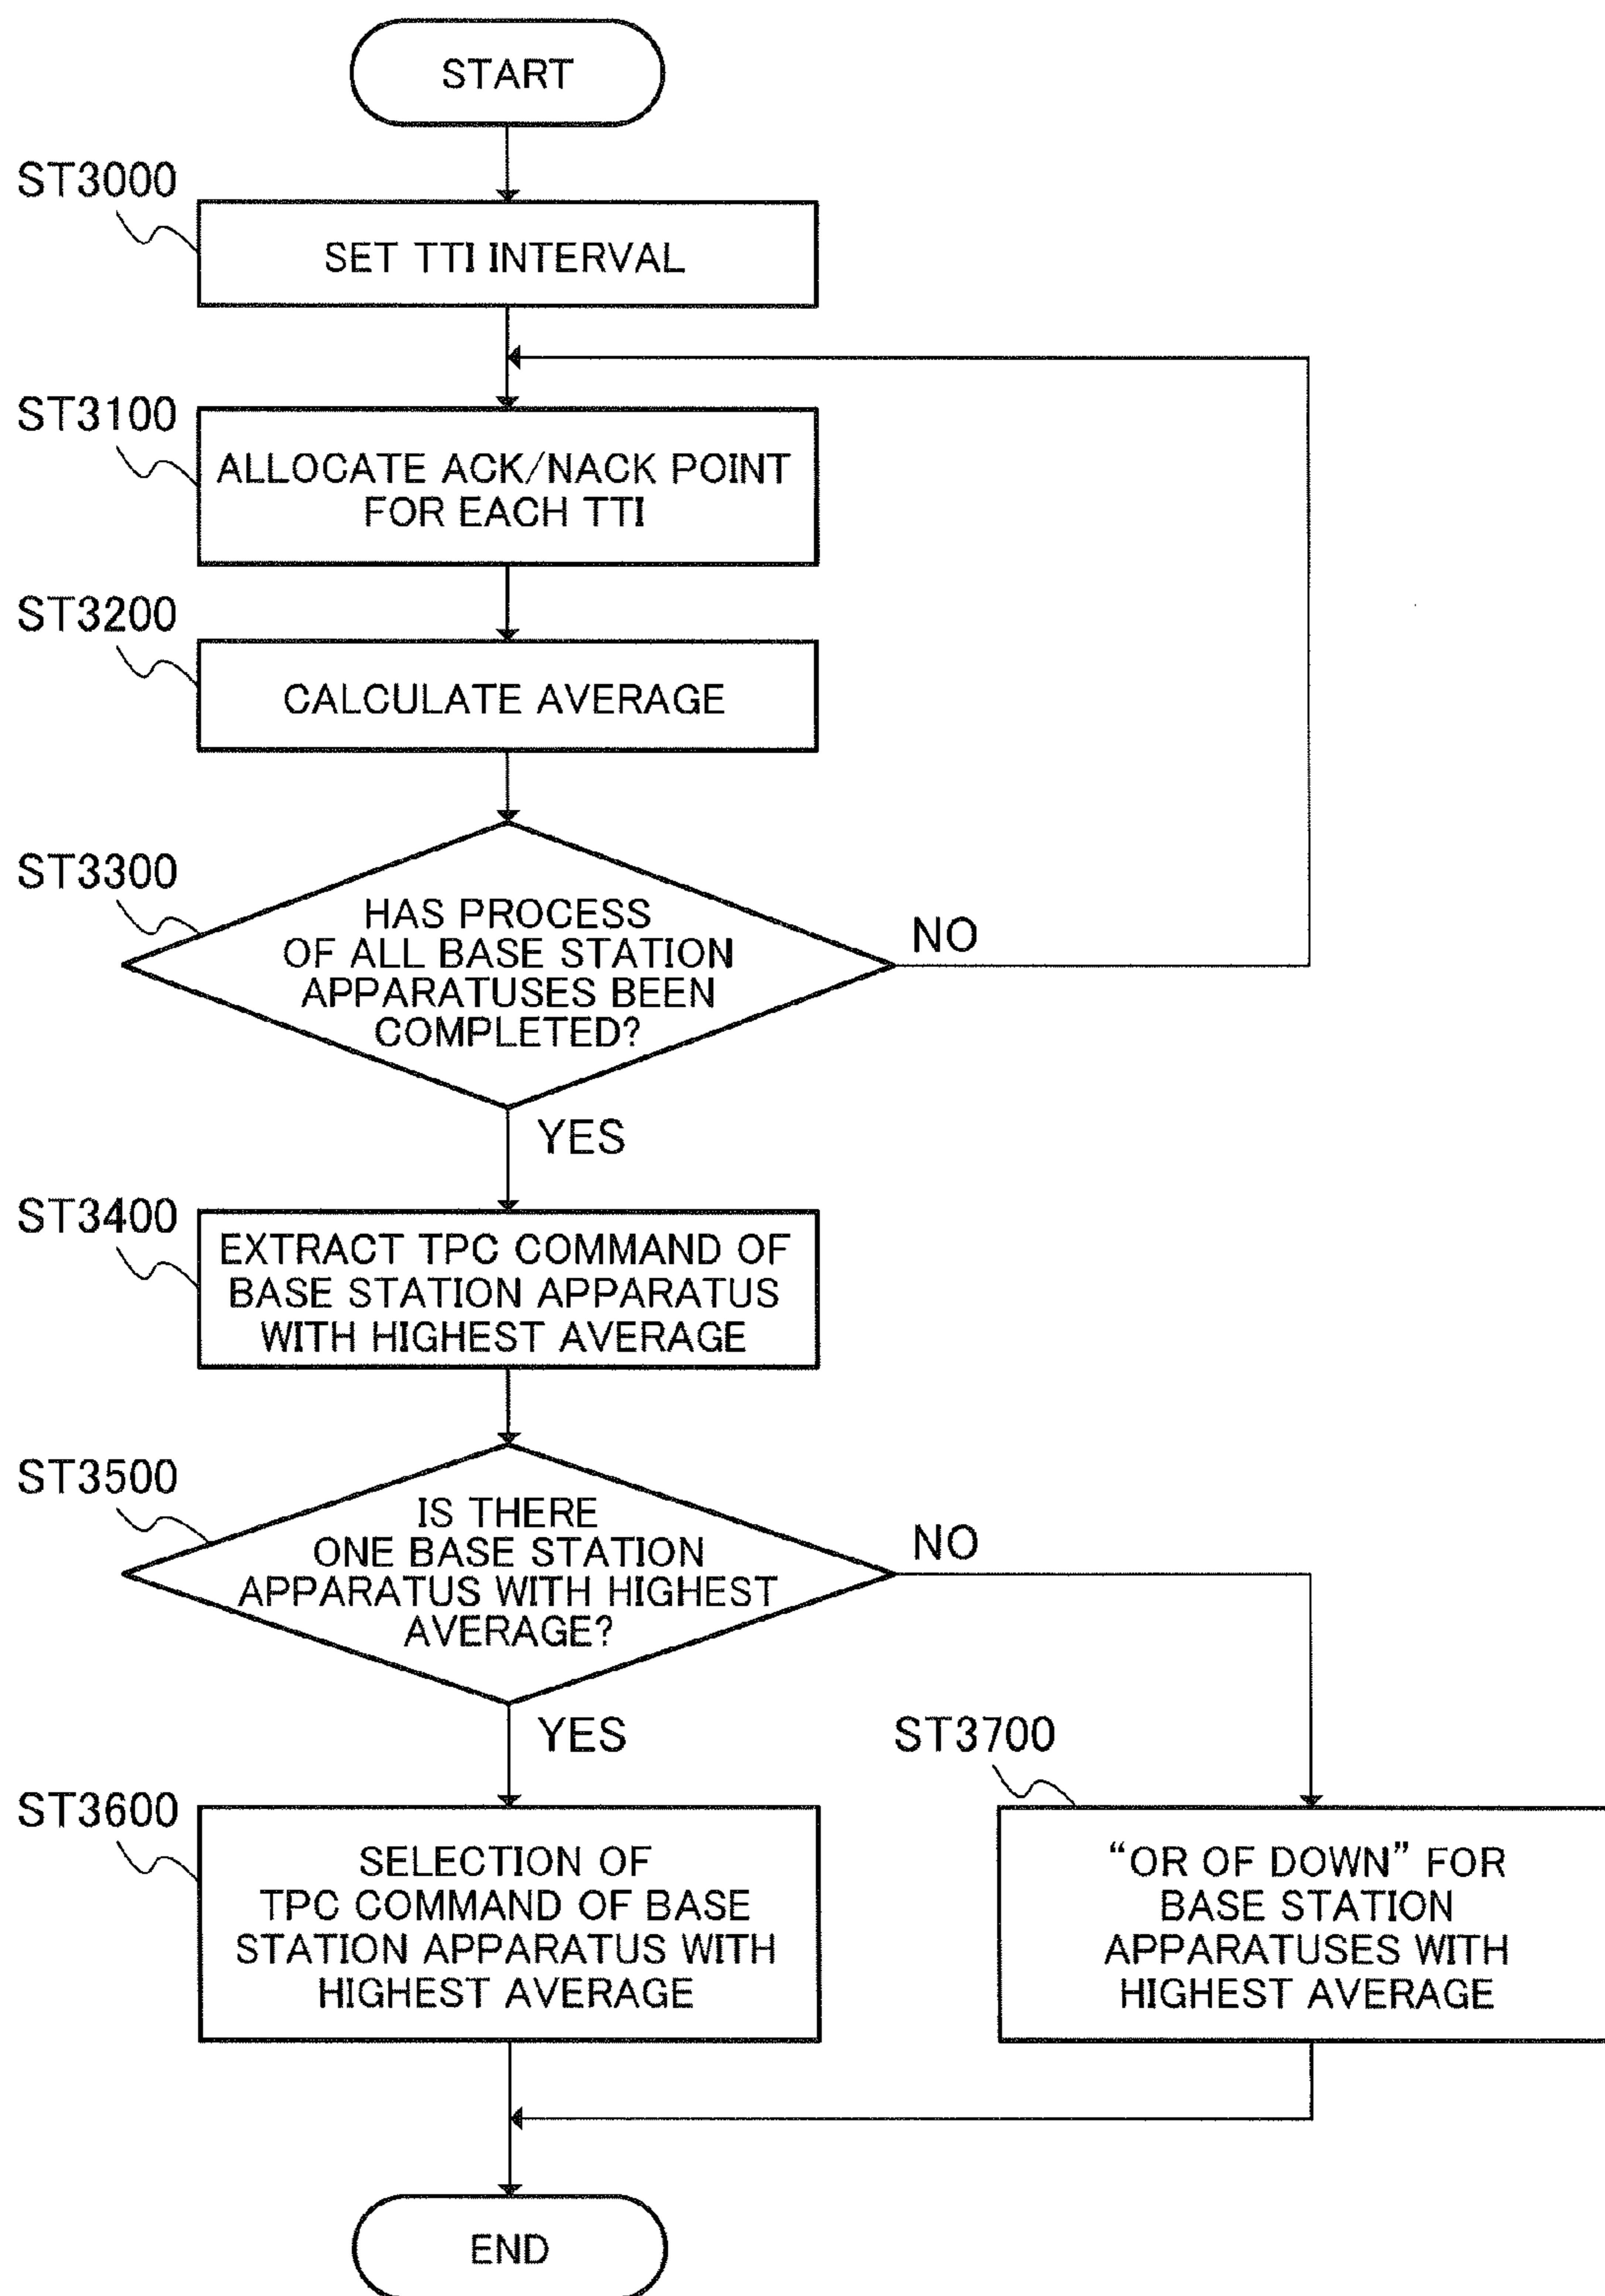 START
ST3000
SET TTI INTERVAL
ST3100
ALLOCATE ACK/NACK POINT
FOR EACH TTI
ST3200
CALCULATE AVERAGE
ST3300
HAS PROCESS
OF ALL BASE STATION
APPARATUSES BEEN
COMPLETED?
NO
YES
ST3400
EXTRACT TPC COMMAND OF
BASE STATION APPARATUS
WITH HIGHEST AVERAGE
ST3500
IS THERE
ONE BASE STATION
APPARATUS WITH HIGHEST
AVERAGE?
NO
YES
ST3600
SELECTION OF
TPC COMMAND OF BASE
STATION APPARATUS WITH
HIGHEST AVERAGE
ST3700
“OR OF DOWN” FOR
BASE STATION
APPARATUSES WITH
HIGHEST AVERAGE
END